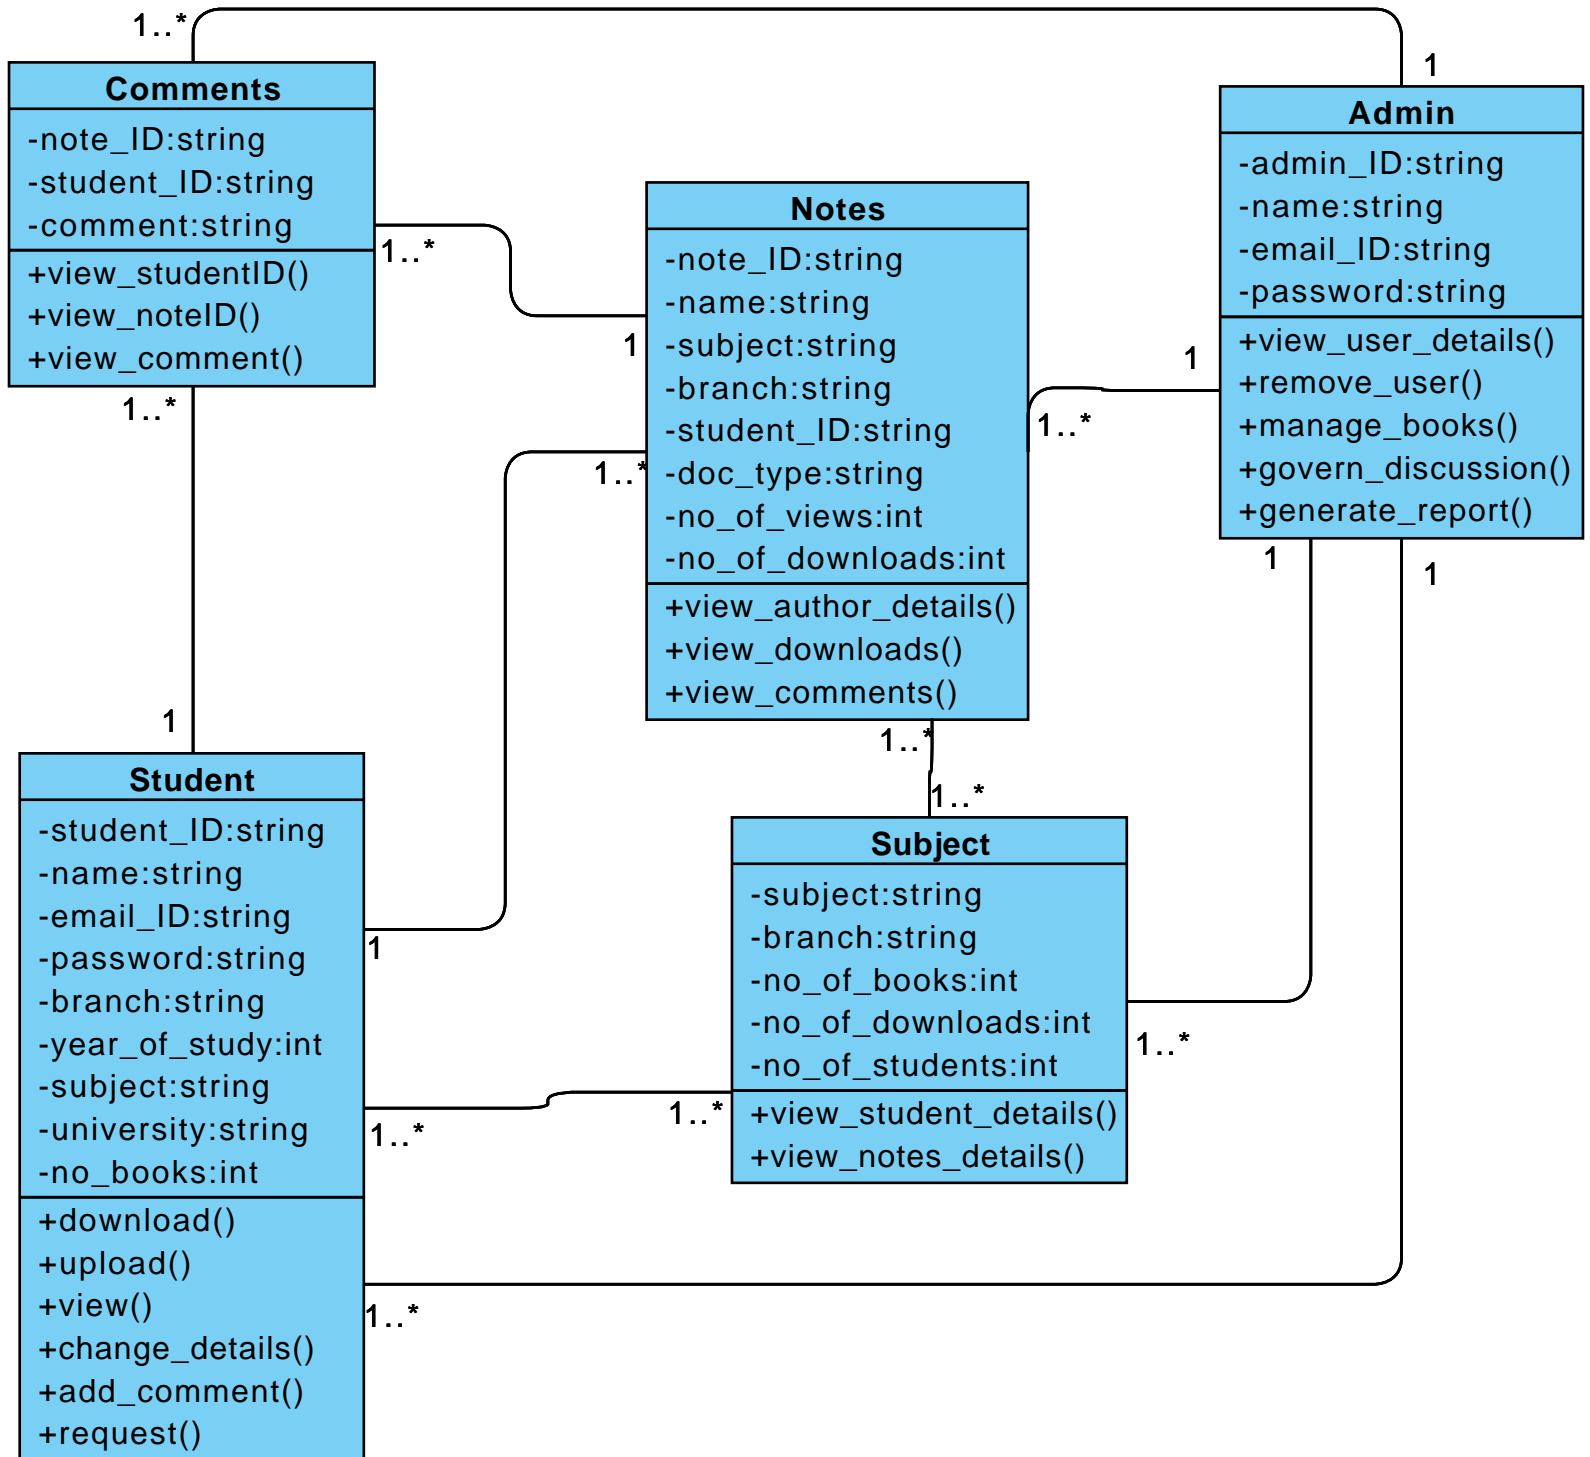 1..*
1
Comments
-note_ID:string
-student_ID:string
-comment:string
+view_studentID()
+view_noteID()
+view_comment()
1..*
1..*
1
Notes
-note_ID:string
-name:string
-subject:string
-branch:string
-student_ID:string
-doc_type:string
-no_of_views:int
-no_of_downloads:int
+view_author_details()
+view_downloads()
+view_comments()
1
1..*
1..*
1..*
Admin
-admin_ID:string
-name:string
-email_ID:string
-password:string
+view_user_details()
+remove_user()
+manage_books()
+govern_discussion()
+generate_report()
1
1
1
1
Student
-student_ID:string
-name:string
-email_ID:string
-password:string
-branch:string
-year_of_study:int
-subject:string
-university:string
-no_books:int
+download()
+upload()
+view()
+change_details()
+add_comment()
+request()
1
1..*
1..*
1..*
Subject
-subject:string
-branch:string
-no_of_books:int
-no_of_downloads:int
-no_of_students:int
+view_student_details()
+view_notes_details()
1..*
1..*